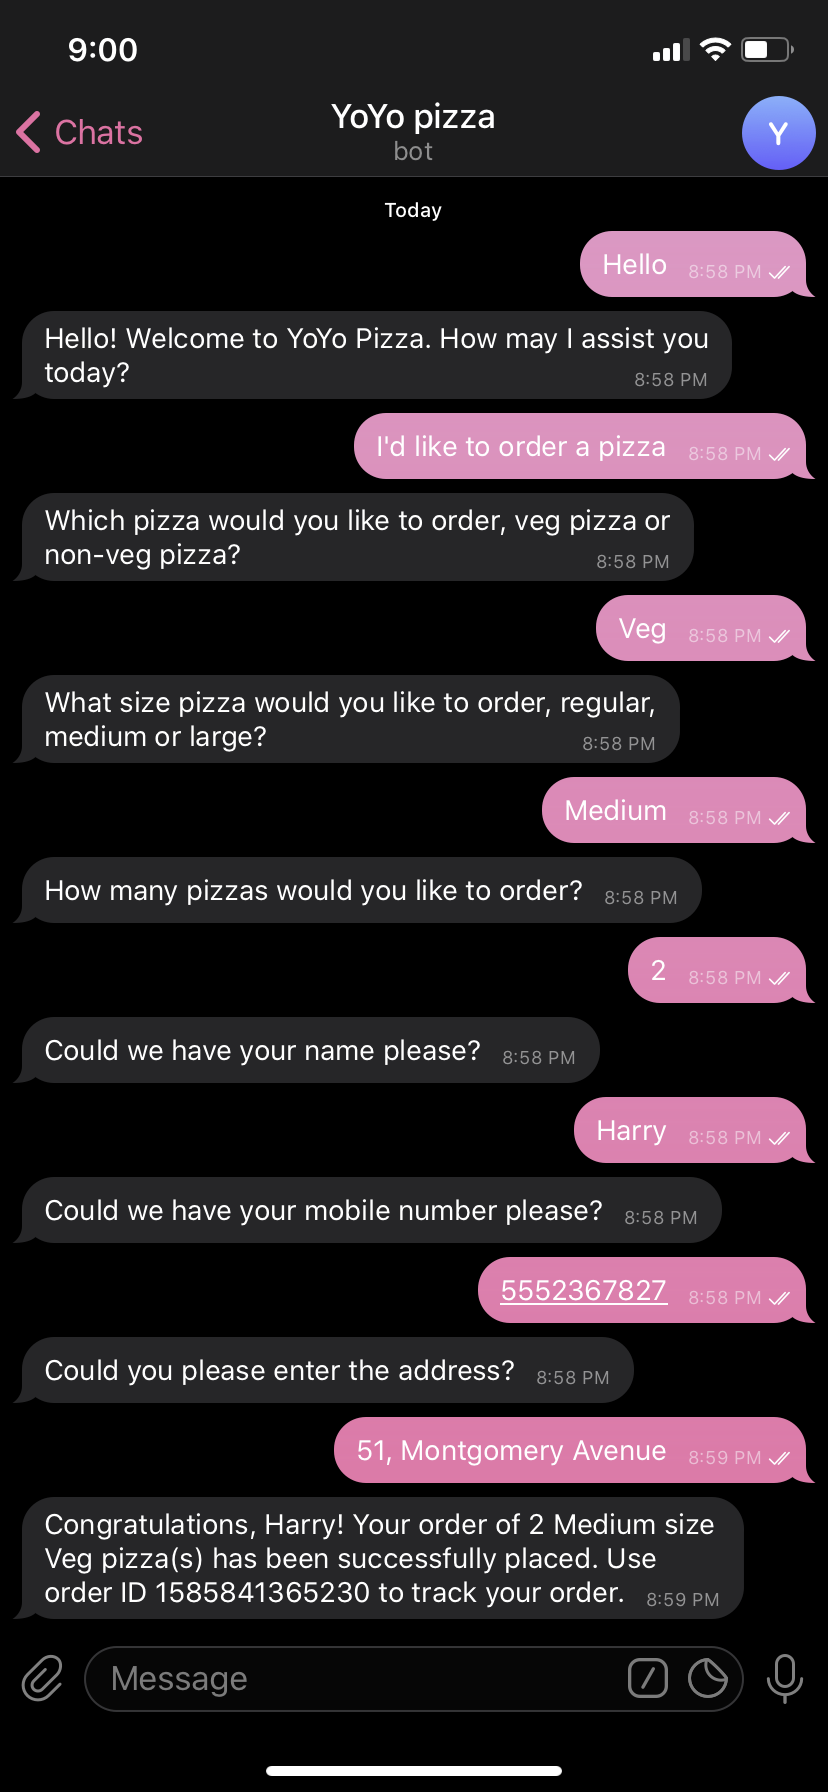 9:00
Chats
YoYo pizza
bot
Y
Today
Hello 8:58 PM
Hello! Welcome to YoYo Pizza. How may I assist you
today? 8:58 PM
I'd like to order a pizza 8:58 PM
Which pizza would you like to order, veg pizza or
non-veg pizza? 8:58 PM
Veg 8:58 PM
What size pizza would you like to order, regular,
medium or large? 8:58 PM
Medium 8:58 PM
How many pizzas would you like to order? 8:58 PM
2 8:58 PM
Could we have your name please? 8:58 PM
Harry 8:58 PM
Could we have your mobile number please? 8:58 PM
5552367827 8:58 PM
Could you please enter the address? 8:58 PM
51, Montgomery Avenue 8:59 PM
Congratulations, Harry! Your order of 2 Medium size
Veg pizza(s) has been successfully placed. Use
order ID 1585841365230 to track your order. 8:59 PM
Message